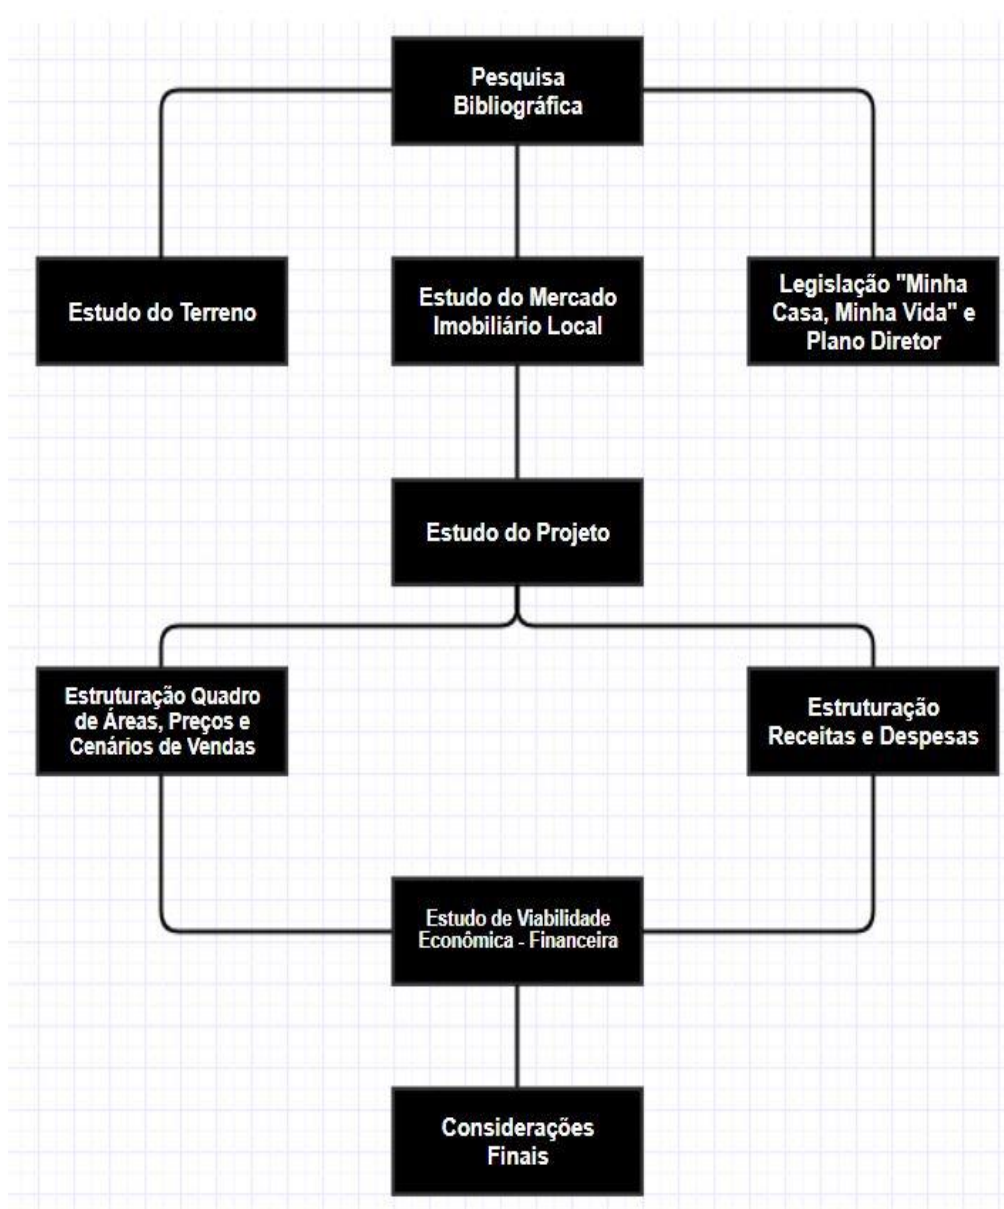 Pesquisa
Bibliográfica
Estudo do Terreno
Estudo do Mercado
Imobiliário Local
Legislação "Minha
Casa, Minha Vida" e
Plano Diretor
Estudo do Projeto
Estruturação Quadro
de Áreas, Preços e
Cenários de Vendas
Estruturação
Receitas e Despesas
Estudo de Viabilidade
Econômica - Financeira
Considerações
Finais